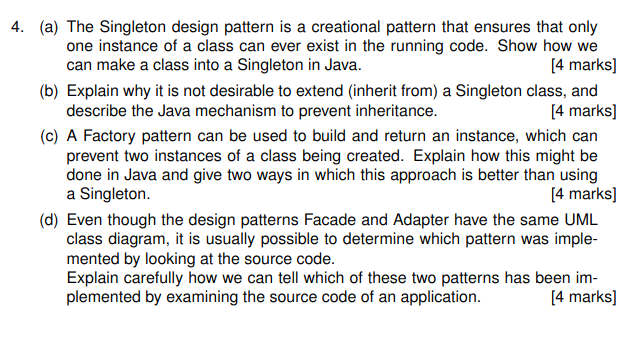 4. (a) The Singleton design pattern is a creational pattern that ensures that only
one instance of a class can ever exist in the running code. Show how we
can make a class into a Singleton in Java. [4 marks]
(b) Explain why it is not desirable to extend (inherit from) a Singleton class, and
describe the Java mechanism to prevent inheritance. [4 marks]
(c) A Factory pattern can be used to build and return an instance, which can
prevent two instances of a class being created. Explain how this might be
done in Java and give two ways in which this approach is better than using
a Singleton. [4 marks]
(d) Even though the design patterns Facade and Adapter have the same UML
class diagram, it is usually possible to determine which pattern was imple-
mented by looking at the source code.
Explain carefully how we can tell which of these two patterns has been im-
plemented by examining the source code of an application. [4 marks]